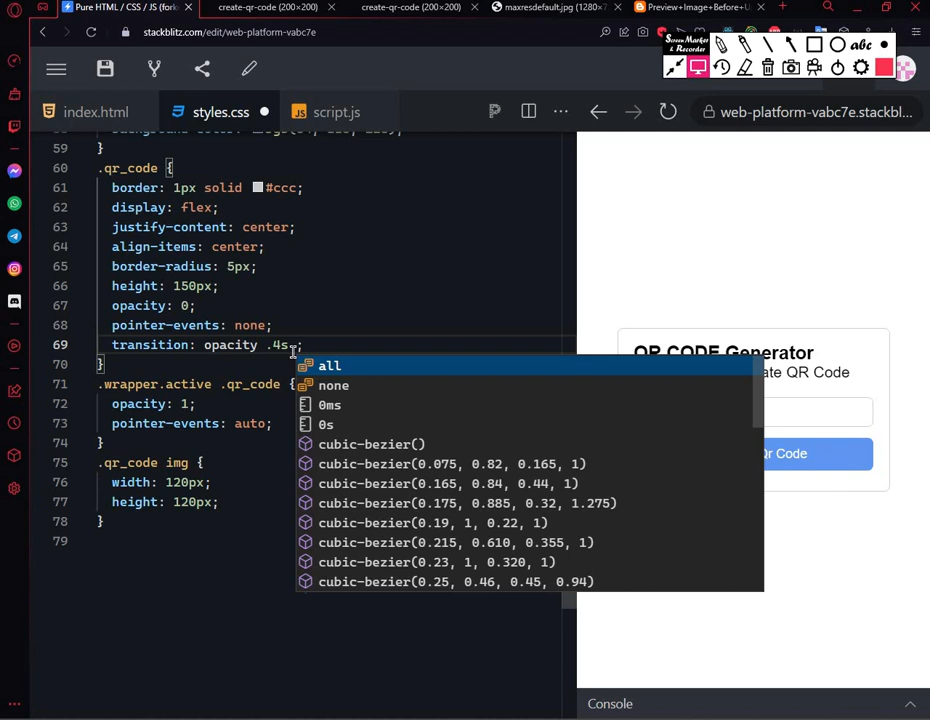 Pure HTML / CSS / JS (fork
create-qr-code (200×200)
create-qr-code (200×200)
maxresdefault.jpg (1280×7
Preview+Image+Before+U
stackblitz.com/edit/web-platform-vabc7e
Screen Marker
& Recorder
abc
index.html
styles.css
script.js
web-platform-vabc7e.stackbl...
59 }
60 .qr_code {
61 border: 1px solid #ccc;
62 display: flex;
63 justify-content: center;
64 align-items: center;
65 border-radius: 5px;
66 height: 150px;
67 opacity: 0;
68 pointer-events: none;
69 transition: opacity .4s ;
70 }
71 .wrapper.active .qr_code {
72 opacity: 1;
73 pointer-events: auto;
74 }
75 .qr_code img {
76 width: 120px;
77 height: 120px;
78 }
79
all
none
0ms
0s
cubic-bezier()
cubic-bezier(0.075, 0.82, 0.165, 1)
cubic-bezier(0.165, 0.84, 0.44, 1)
cubic-bezier(0.175, 0.885, 0.32, 1.275)
cubic-bezier(0.19, 1, 0.22, 1)
cubic-bezier(0.215, 0.610, 0.355, 1)
cubic-bezier(0.23, 1, 0.320, 1)
cubic-bezier(0.25, 0.46, 0.45, 0.94)
QR CODE Generator
ate QR Code
Qr Code
Console